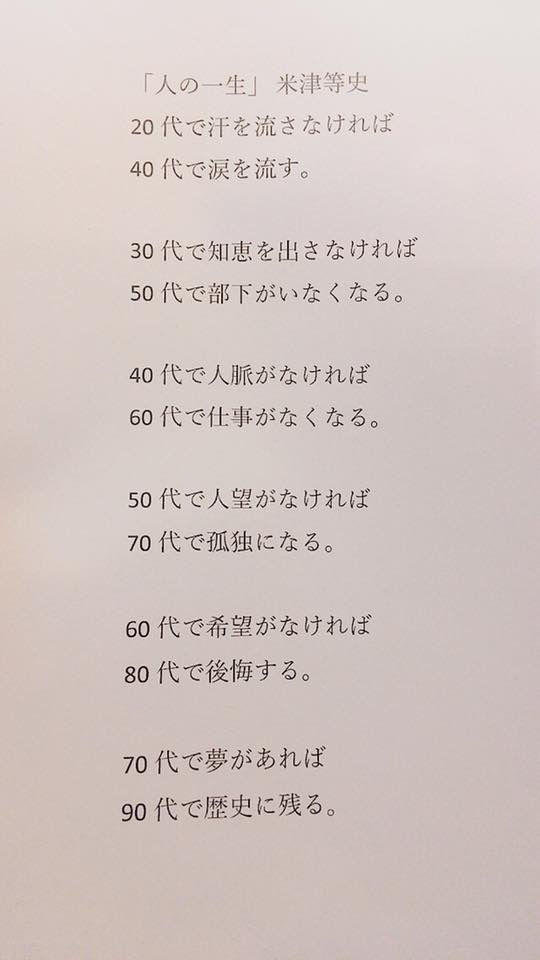 「人の一生」 米津等史
20 代で汗を流さなければ
40 代で涙を流す。
30 代で知恵を出さなければ
50 代で部下がいなくなる。
40 代で人脈がなければ
60 代で仕事がなくなる。
50 代で人望がなければ
70 代で孤独になる。
60 代で希望がなければ
80 代で後悔する。
70 代で夢があれば
90 代で歴史に残る。